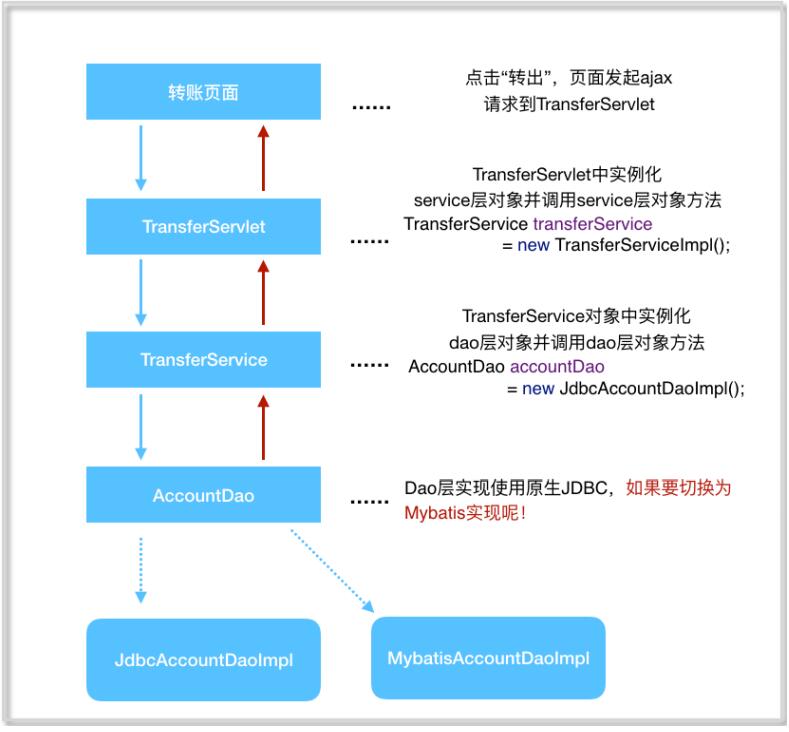 转账页面
......
点击“转出”，页面发起ajax
请求到TransferServlet
TransferServlet
......
TransferServlet中实例化
service层对象并调用service层对象方法
TransferService transferService
= new TransferServiceImpl();
TransferService
......
TransferService对象中实例化
dao层对象并调用dao层对象方法
AccountDao accountDao
= new JdbcAccountDaoImpl();
AccountDao
......
Dao层实现使用原生JDBC，如果要切换为
Mybatis实现呢！
JdbcAccountDaoImpl
MybatisAccountDaoImpl